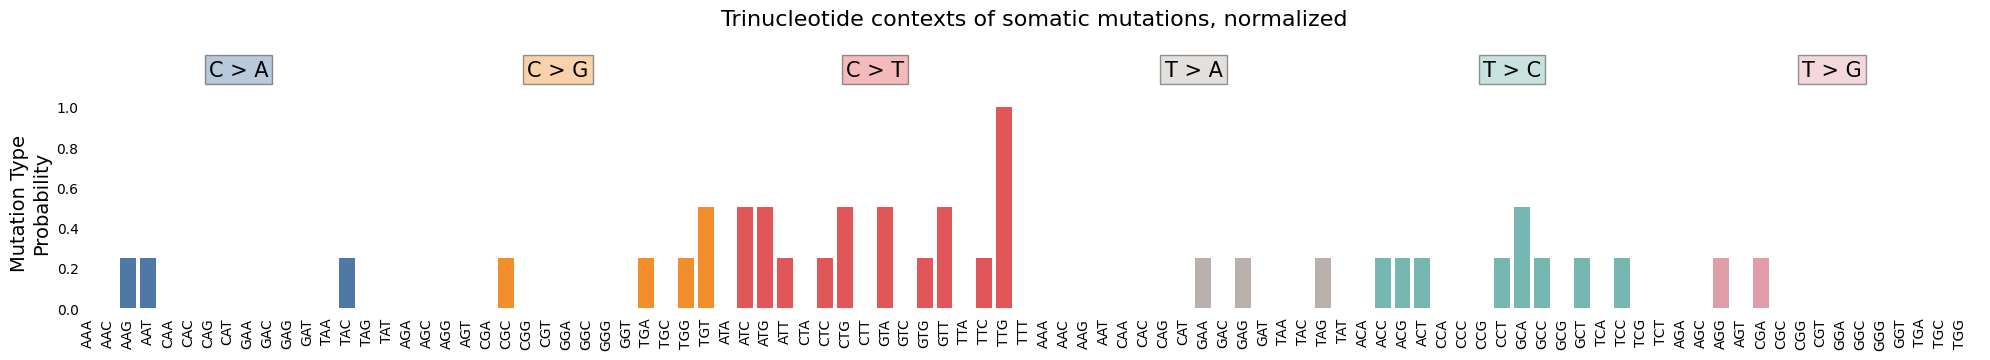 Trinucleotide contexts of somatic mutations, normalized
C > A
C > G
C > T
T > A
T > C
T > G
Mutation Type
Probability
1.0
0.8
0.6
0.4
0.2
0.0
AAA
AAC
AAG
AAT
CAA
CAC
CAG
CAT
GAA
GAC
GAG
GAT
TAA
TAC
TAG
TAT
AGA
AGC
AGG
AGT
CGA
CGC
CGG
CGT
GGA
GGC
GGG
GGT
TGA
TGC
TGG
TGT
ATA
ATC
ATG
ATT
CTA
CTC
CTG
CTT
GTA
GTC
GTG
GTT
TTA
TTC
TTG
TTT
AAA
AAC
AAG
AAT
CAA
CAC
CAG
CAT
GAA
GAC
GAG
GAT
TAA
TAC
TAG
TAT
ACA
ACC
ACG
ACT
CCA
CCC
CCG
CCT
GCA
GCC
GCG
GCT
TCA
TCC
TCG
TCT
AGA
AGC
AGG
AGT
CGA
CGC
CGG
CGT
GGA
GGC
GGG
GGT
TGA
TGC
TGG